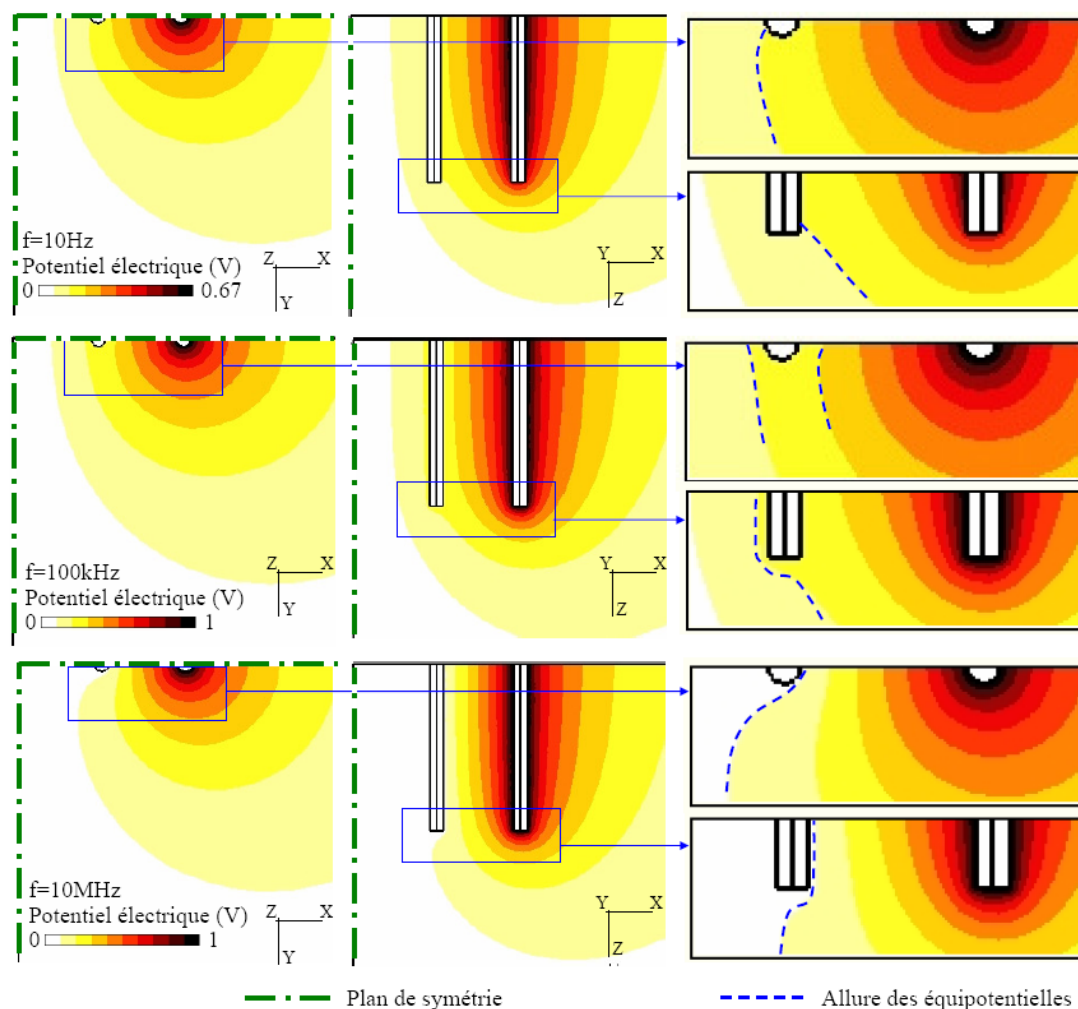 f=10Hz
Potentiel électrique (V)
0 0.67
Z X
Y
Y X
Z
f=100kHz
Potentiel électrique (V)
0 1
Z X
Y
Y X
Z
f=10MHz
Potentiel électrique (V)
0 1
Z X
Y
Y X
Z
Plan de symétrie
Allure des équipotentielles